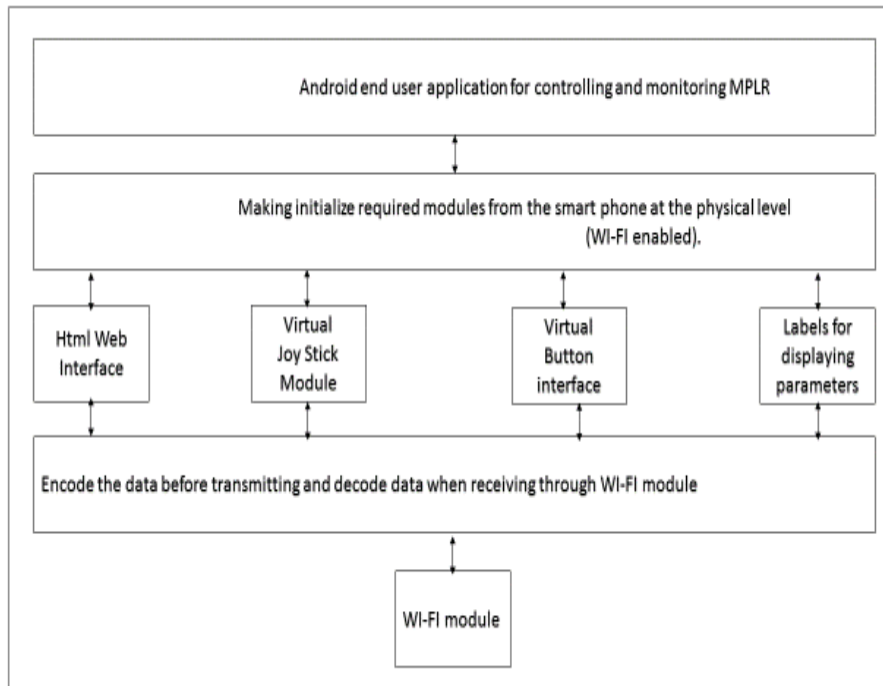 Android end user application for controlling and monitoring MPLR
Making initialize required modules from the smart phone at the physical level
(WI-FI enabled).
Html Web
Interface
Virtual
Joy Stick
Module
Virtual
Button
interface
Labels for
displaying
parameters
Encode the data before transmitting and decode data when receiving through WI-FI module
WI-FI module